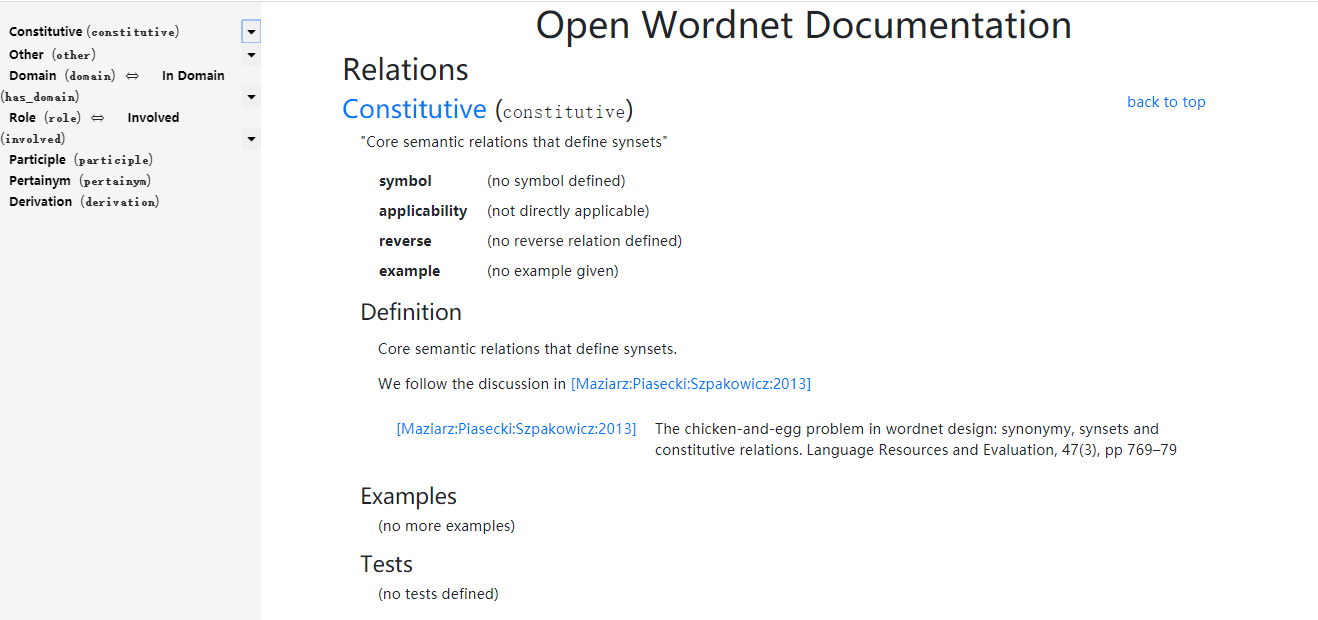 Open Wordnet Documentation
Constitutive (constitutive)
Other (other)
Domain (domain) ⇔ In Domain
(has_domain)
Role (role) ⇔ Involved
(involved)
Participle (participle)
Pertainym (pertainym)
Derivation (derivation)
Relations
Constitutive (constitutive)
back to top
"Core semantic relations that define synsets"
symbol (no symbol defined)
applicability (not directly applicable)
reverse (no reverse relation defined)
example (no example given)
Definition
Core semantic relations that define synsets.
We follow the discussion in [Maziarz:Piasecki:Szpakowicz:2013]
[Maziarz:Piasecki:Szpakowicz:2013] The chicken-and-egg problem in wordnet design: synonymy, synsets and
constitutive relations. Language Resources and Evaluation, 47(3), pp 769–79
Examples
(no more examples)
Tests
(no tests defined)